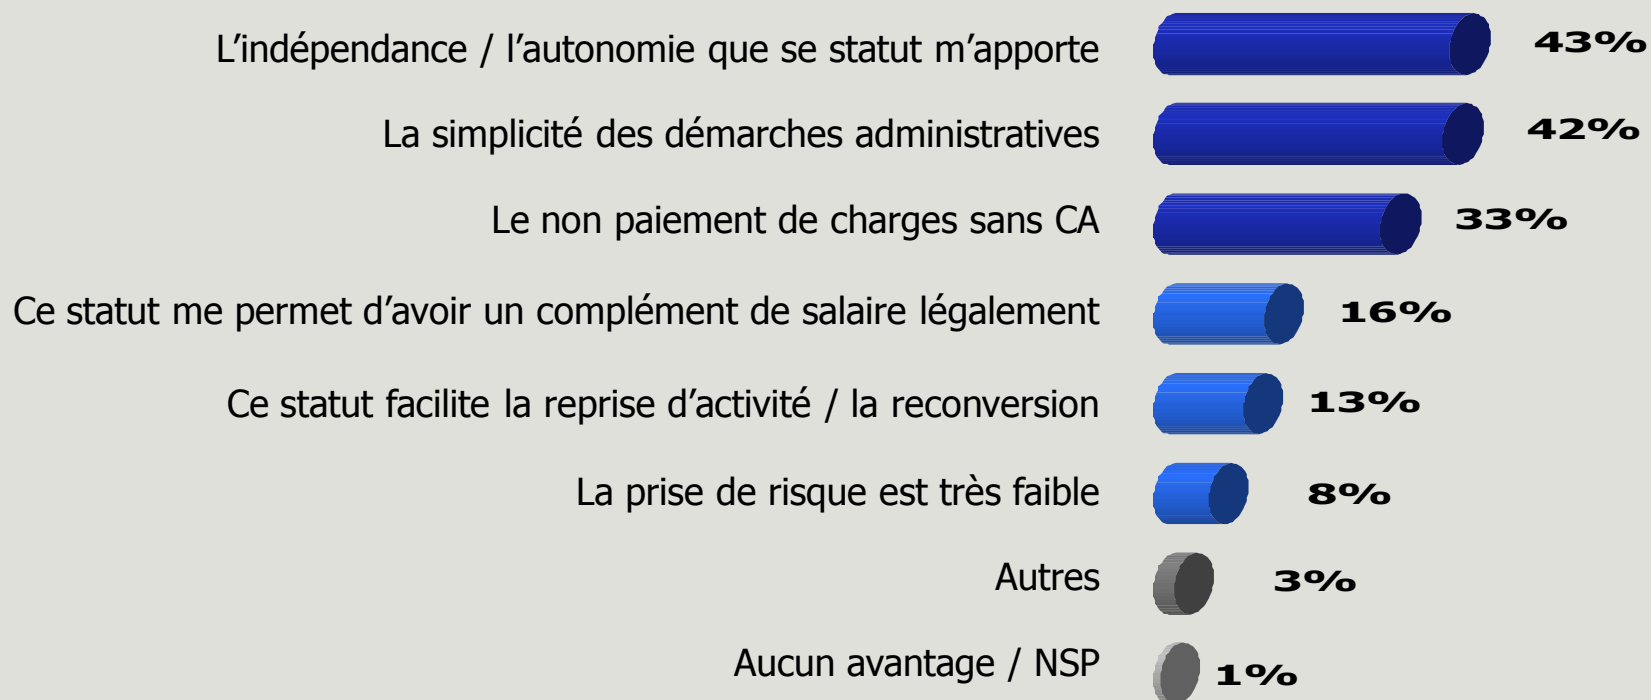 L’indépendance / l’autonomie que se statut m’apporte 43%
La simplicité des démarches administratives 42%
Le non paiement de charges sans CA 33%
Ce statut me permet d’avoir un complément de salaire légalement 16%
Ce statut facilite la reprise d’activité / la reconversion 13%
La prise de risque est très faible 8%
Autres 3%
Aucun avantage / NSP 1%